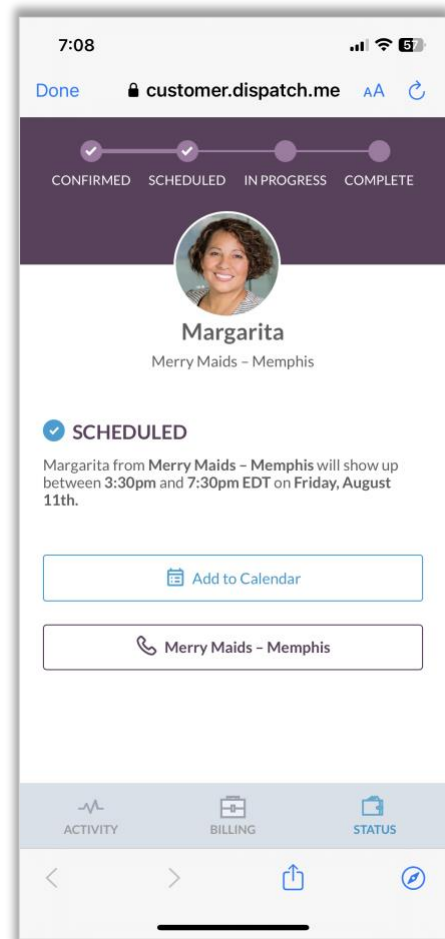 7:08
57
Done
customer.dispatch.me
AA
CONFIRMED
SCHEDULED
IN PROGRESS
COMPLETE
Margarita
Merry Maids – Memphis
SCHEDULED
Margarita from Merry Maids – Memphis will show up
between 3:30pm and 7:30pm EDT on Friday, August
11th.
Add to Calendar
Merry Maids – Memphis
ACTIVITY
BILLING
STATUS